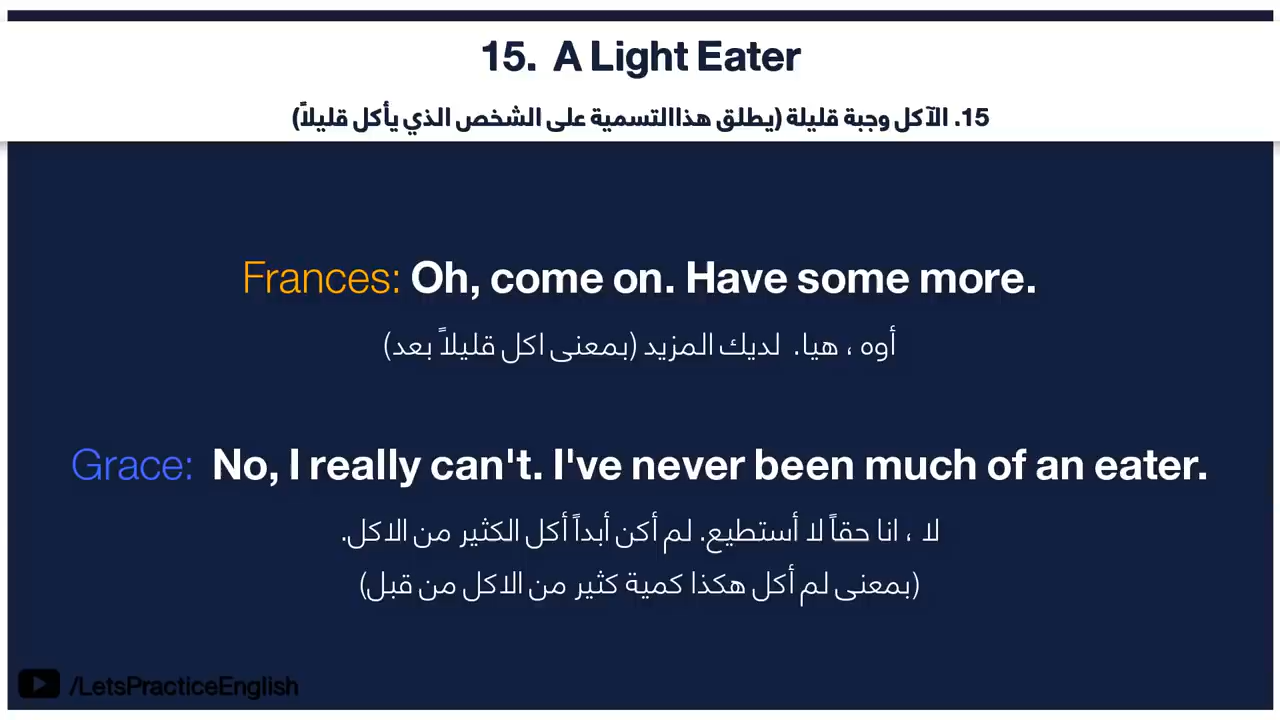 15. A Light Eater
15. الآكل وجبة قليلة (يطلق هذاالتسمية على الشخص الذي يأكل قليلاً)
Frances: Oh, come on. Have some more.
أوه ، هيا. لديك المزيد (بمعنى اكل قليلاً بعد)
Grace: No, I really can't. I've never been much of an eater.
لا ، انا حقاً لا أستطيع. لم أكن أبداً أكل الكثير من الاكل.
(بمعنى لم أكل هكذا كمية كثير من الاكل من قبل)
/LetsPracticeEnglish